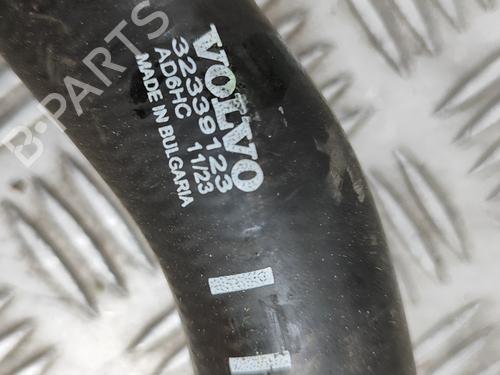 VOLVO
32339123
AD6HC 11/23
MADE IN BULGARIA
B-PARTS